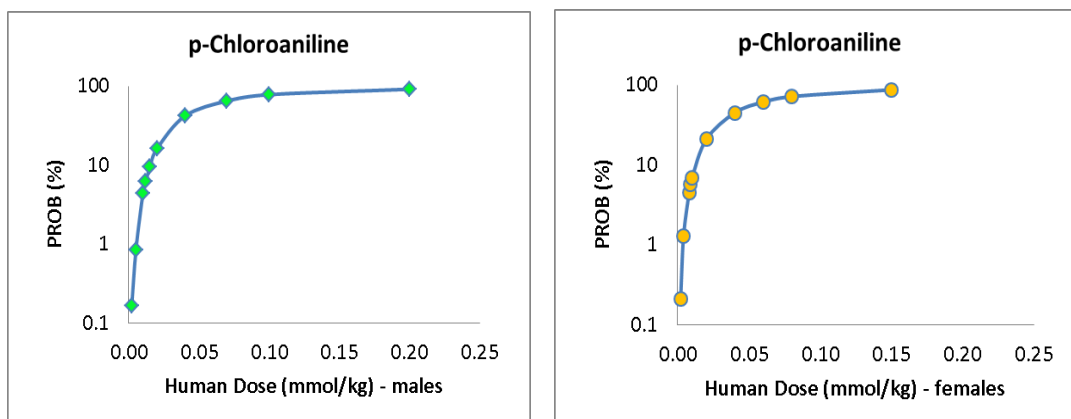 p-Chloroaniline
100
10
1
0.1
PROB (%)
0.00 0.05 0.10 0.15 0.20 0.25
Human Dose (mmol/kg) - males
p-Chloroaniline
100
10
1
0.1
PROB (%)
0.00 0.05 0.10 0.15 0.20 0.25
Human Dose (mmol/kg) - females